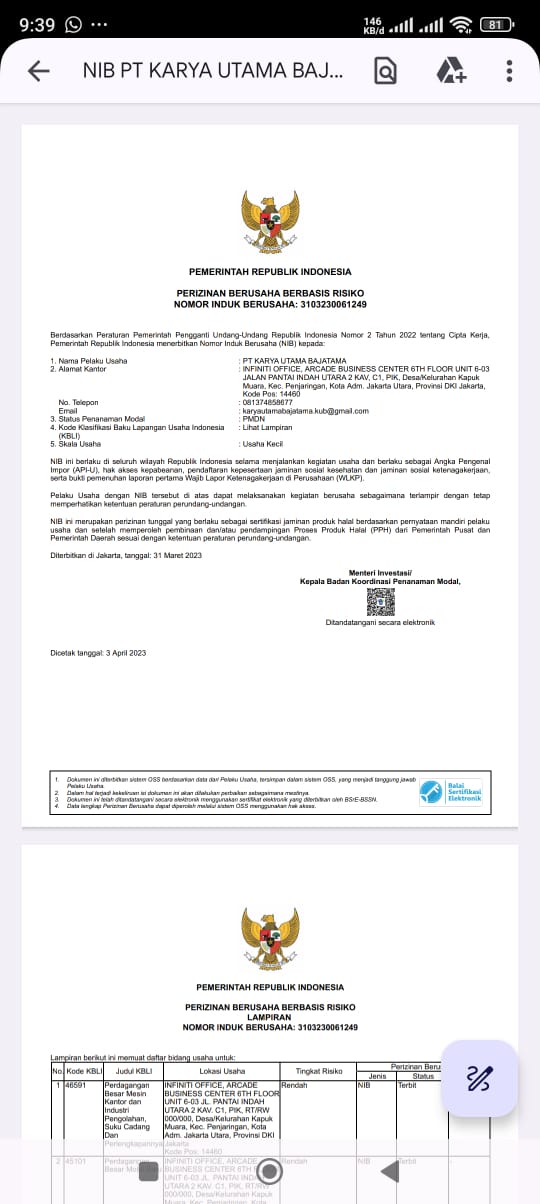 9:39
146
KB/d
81
NIB PT KARYA UTAMA BAJ...
PEMERINTAH REPUBLIK INDONESIA
PERIZINAN BERUSAHA BERBASIS RISIKO
NOMOR INDUK BERUSAHA: 3103230061249
Berdasarkan Peraturan Pemerintah Pengganti Undang-Undang Republik Indonesia Nomor 2 Tahun 2022 tentang Cipta Kerja,
Pemerintah Republik Indonesia menerbitkan Nomor Induk Berusaha (NIB) kepada:
1. Nama Pelaku Usaha : PT KARYA UTAMA BAJATAMA
2. Alamat Kantor : INFINITI OFFICE, ARCADE BUSINESS CENTER 6TH FLOOR UNIT 6-03
JALAN PANTAI INDAH UTARA 2 KAV, C1, PIK, Desa/Kelurahan Kapuk
Muara, Kec. Penjaringan, Kota Adm. Jakarta Utara, Provinsi DKI Jakarta,
Kode Pos: 14460
No. Telepon : 081374858677
Email : karyautamabajatama.kub@gmail.com
3. Status Penanaman Modal : PMDN
4. Kode Klasifikasi Baku Lapangan Usaha Indonesia : Lihat Lampiran
(KBLI)
5. Skala Usaha : Usaha Kecil
NIB ini berlaku di seluruh wilayah Republik Indonesia selama menjalankan kegiatan usaha dan berlaku sebagai Angka Pengenal
Impor (API-U), hak akses kepabeanan, pendaftaran kepesertaan jaminan sosial kesehatan dan jaminan sosial ketenagakerjaan,
serta bukti pemenuhan laporan pertama Wajib Lapor Ketenagakerjaan di Perusahaan (WLKP).
Pelaku Usaha dengan NIB tersebut di atas dapat melaksanakan kegiatan berusaha sebagaimana terlampir dengan tetap
memperhatikan ketentuan peraturan perundang-undangan.
NIB ini merupakan perizinan tunggal yang berlaku sebagai sertifikasi jaminan produk halal berdasarkan pernyataan mandiri pelaku
usaha dan setelah memperoleh pembinaan dan/atau pendampingan Proses Produk Halal (PPH) dari Pemerintah Pusat dan
Pemerintah Daerah sesuai dengan ketentuan peraturan perundang-undangan.
Diterbitkan di Jakarta, tanggal: 31 Maret 2023
Menteri Investasi/
Kepala Badan Koordinasi Penanaman Modal,
Ditandatangani secara elektronik
Dicetak tanggal: 3 April 2023
1. Dokumen ini diterbitkan sistem OSS berdasarkan data dari Pelaku Usaha, tersimpan dalam sistem OSS, yang menjadi tanggung jawab
Pelaku Usaha.
2. Dalam hal terjadi kekeliruan isi dokumen ini akan dilakukan perbaikan sebagaimana mestinya.
3. Dokumen ini telah ditandatangani secara elektronik menggunakan sertifikat elektronik yang diterbitkan oleh BSrE-BSSN.
4. Data lengkap Perizinan Berusaha dapat diperoleh melalui sistem OSS menggunakan hak akses.
Balai
Sertifikasi
Elektronik
PEMERINTAH REPUBLIK INDONESIA
PERIZINAN BERUSAHA BERBASIS RISIKO
LAMPIRAN
NOMOR INDUK BERUSAHA: 3103230061249
Lampiran berikut ini memuat daftar bidang usaha untuk:
No. Kode KBLI Judul KBLI Lokasi Usaha Tingkat Risiko Perizinan Beru
Jenis Status
1 46591 Perdagangan INFINITI OFFICE, ARCADE Rendah NIB Terbit
Besar Mesin BUSINESS CENTER 6TH FLOOR
Kantor dan UNIT 6-03 JL. PANTAI INDAH
Industri UTARA 2 KAV. C1, PIK, RT/RW
Pengolahan, 000/000, Desa/Kelurahan Kapuk
Suku Cadang Muara, Kec. Penjaringan, Kota
Dan Adm. Jakarta Utara, Provinsi DKI
Perlengkapannya Jakarta
Kode Pos: 14460
2 45101 Perdagangan INFINITI OFFICE, ARCADE Rendah NIB Terbit
Besar BUSINESS CENTER 6TH
UNIT 6-03 JL. PANTAI
UTARA 2 KAV. C1, PIK, RT/RW
000/000, Desa/Kelurahan Kapuk
Muara, Kec. Penjaringan, Kota